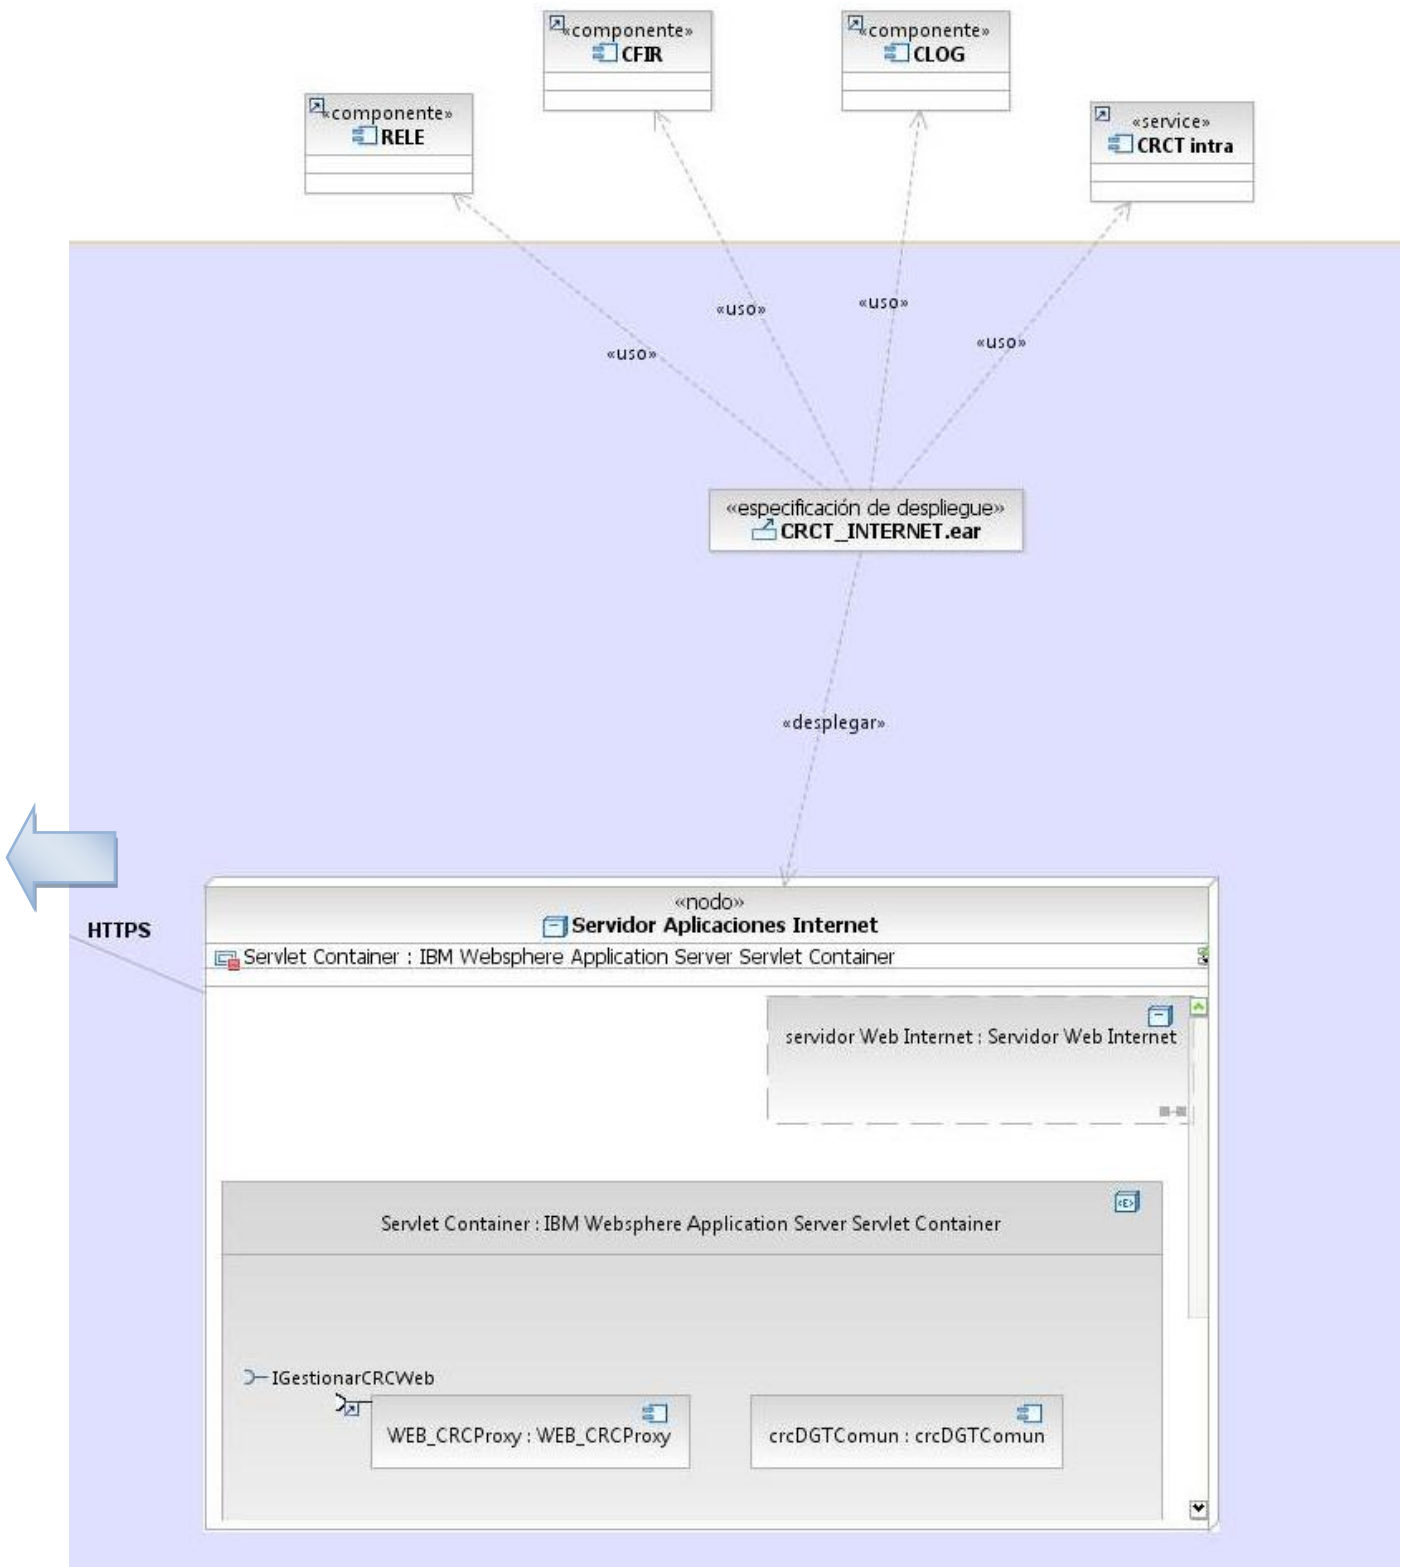 «componente»
CFIR
«componente»
CLOG
«componente»
RELE
«service»
CRCT intra
«uso»
«uso»
«uso»
«uso»
«especificación de despliegue»
CRCT_INTERNET.ear
«desplegar»
HTTPS
«nodo»
Servidor Aplicaciones Internet
Servlet Container : IBM Websphere Application Server Servlet Container
servidor Web Internet : Servidor Web Internet
«E»
Servlet Container : IBM Websphere Application Server Servlet Container
IGestionarCRCWeb
WEB_CRCProxy : WEB_CRCProxy
crcDGTComun : crcDGTComun